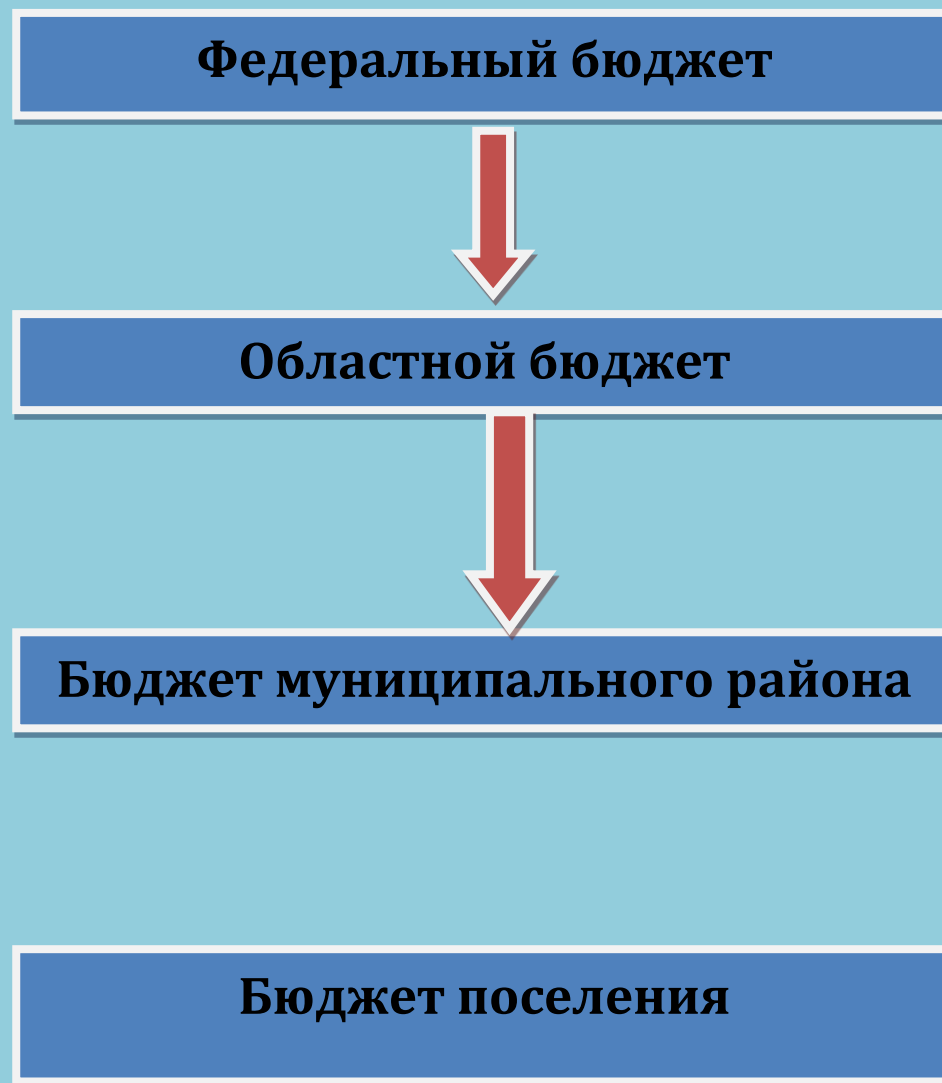 Федеральный бюджет
Областной бюджет
Бюджет муниципального района
Бюджет поселения